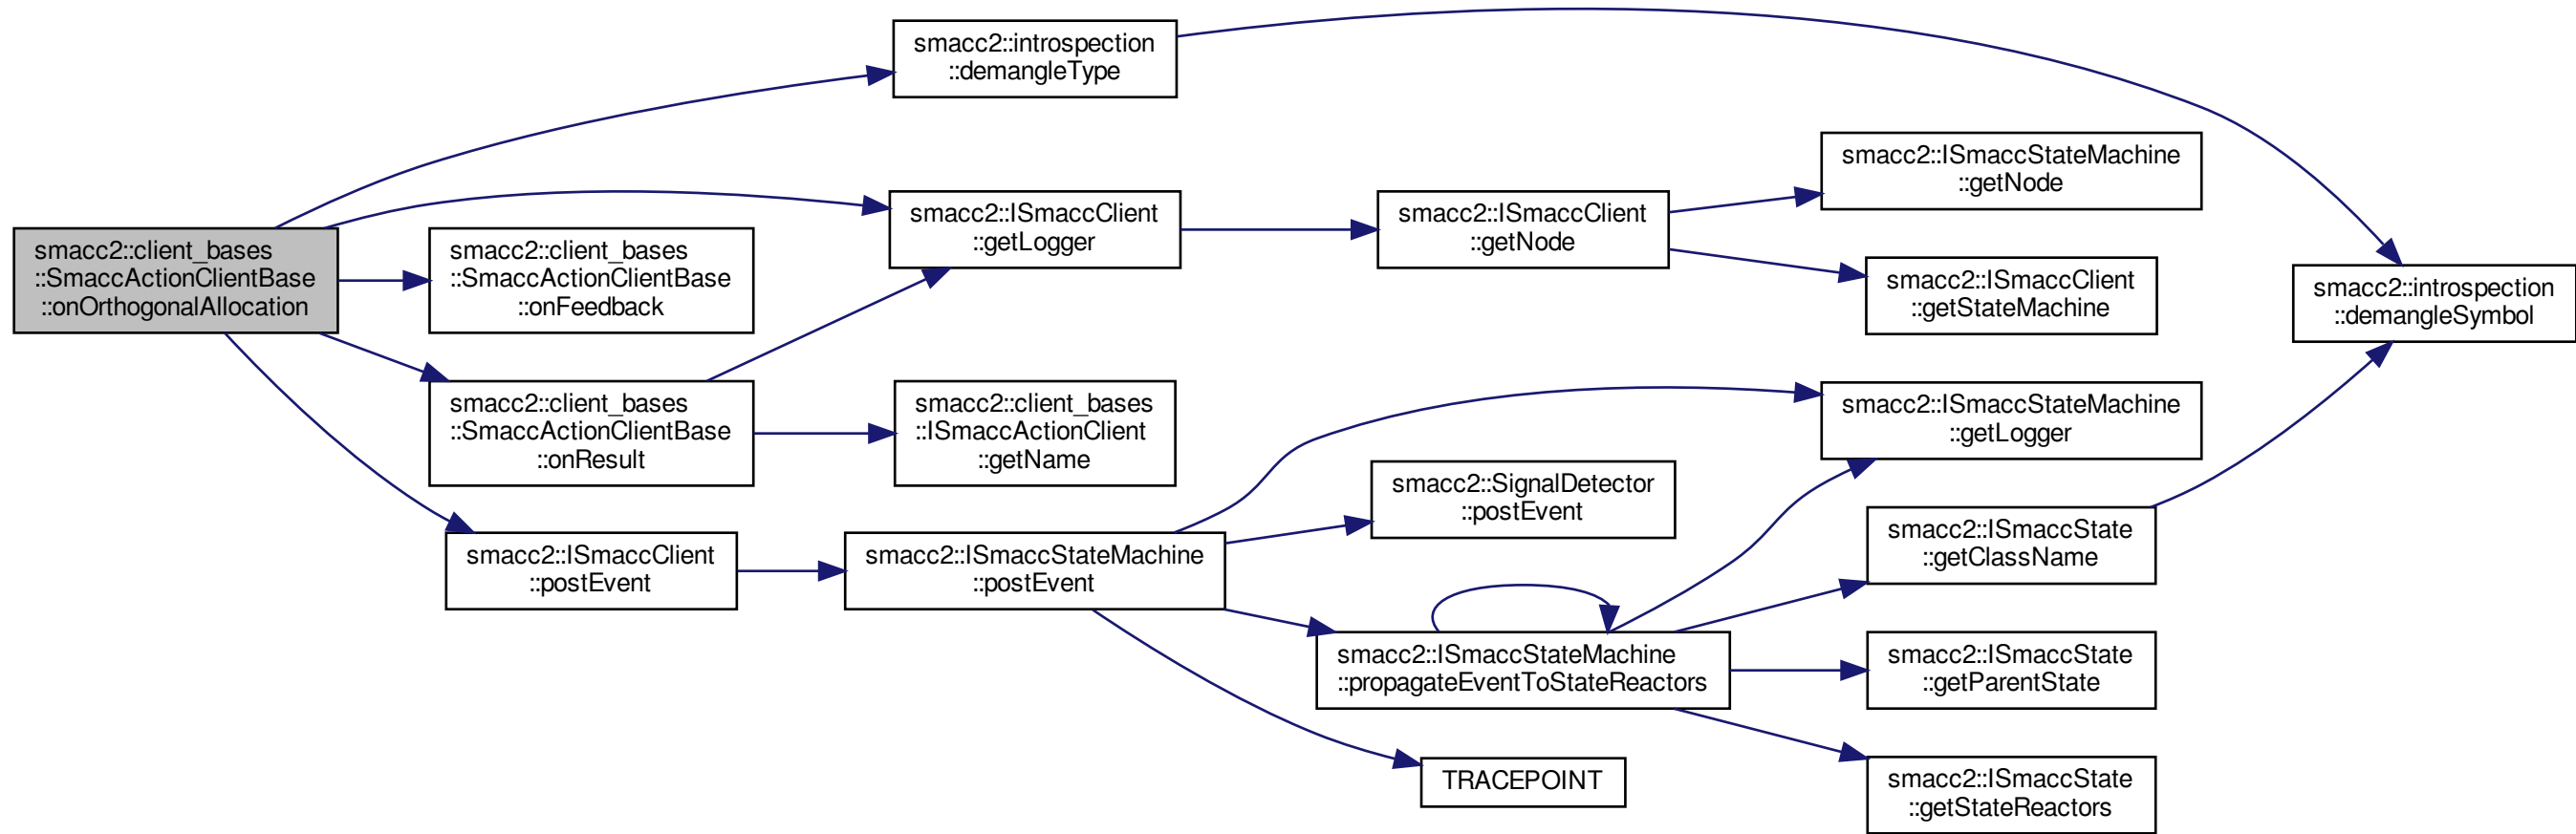 smacc2::client_bases
::SmaccActionClientBase
::onOrthogonalAllocation
smacc2::introspection
::demangleType
smacc2::ISmaccClient
::getLogger
smacc2::client_bases
::SmaccActionClientBase
::onFeedback
smacc2::client_bases
::SmaccActionClientBase
::onResult
smacc2::client_bases
::ISmaccActionClient
::getName
smacc2::ISmaccClient
::postEvent
smacc2::ISmaccClient
::getNode
smacc2::ISmaccStateMachine
::getNode
smacc2::ISmaccClient
::getStateMachine
smacc2::introspection
::demangleSymbol
smacc2::ISmaccStateMachine
::postEvent
smacc2::ISmaccStateMachine
::getLogger
smacc2::SignalDetector
::postEvent
smacc2::ISmaccStateMachine
::propagateEventToStateReactors
TRACEPOINT
smacc2::ISmaccState
::getClassName
smacc2::ISmaccState
::getParentState
smacc2::ISmaccState
::getStateReactors